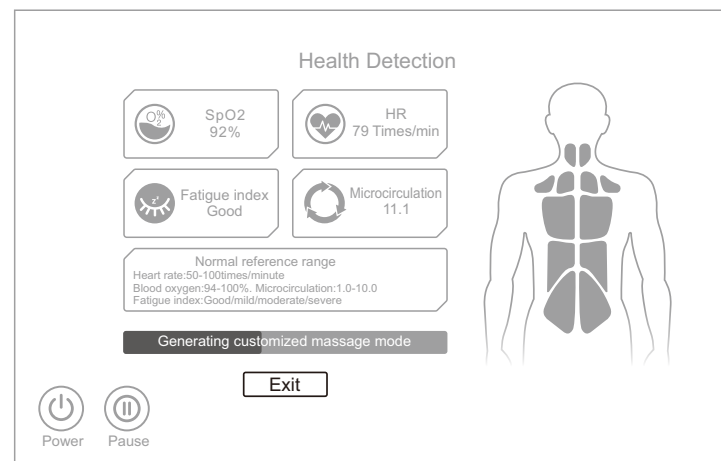 Health Detection
O2%
SpO2
92%
HR
79 Times/min
z z
Fatigue index
Good
Microcirculation
11.1
Normal reference range
Heart rate:50-100times/minute
Blood oxygen:94-100%. Microcirculation:1.0-10.0
Fatigue index:Good/mild/moderate/severe
Generating customized massage mode
Exit
Power
Pause